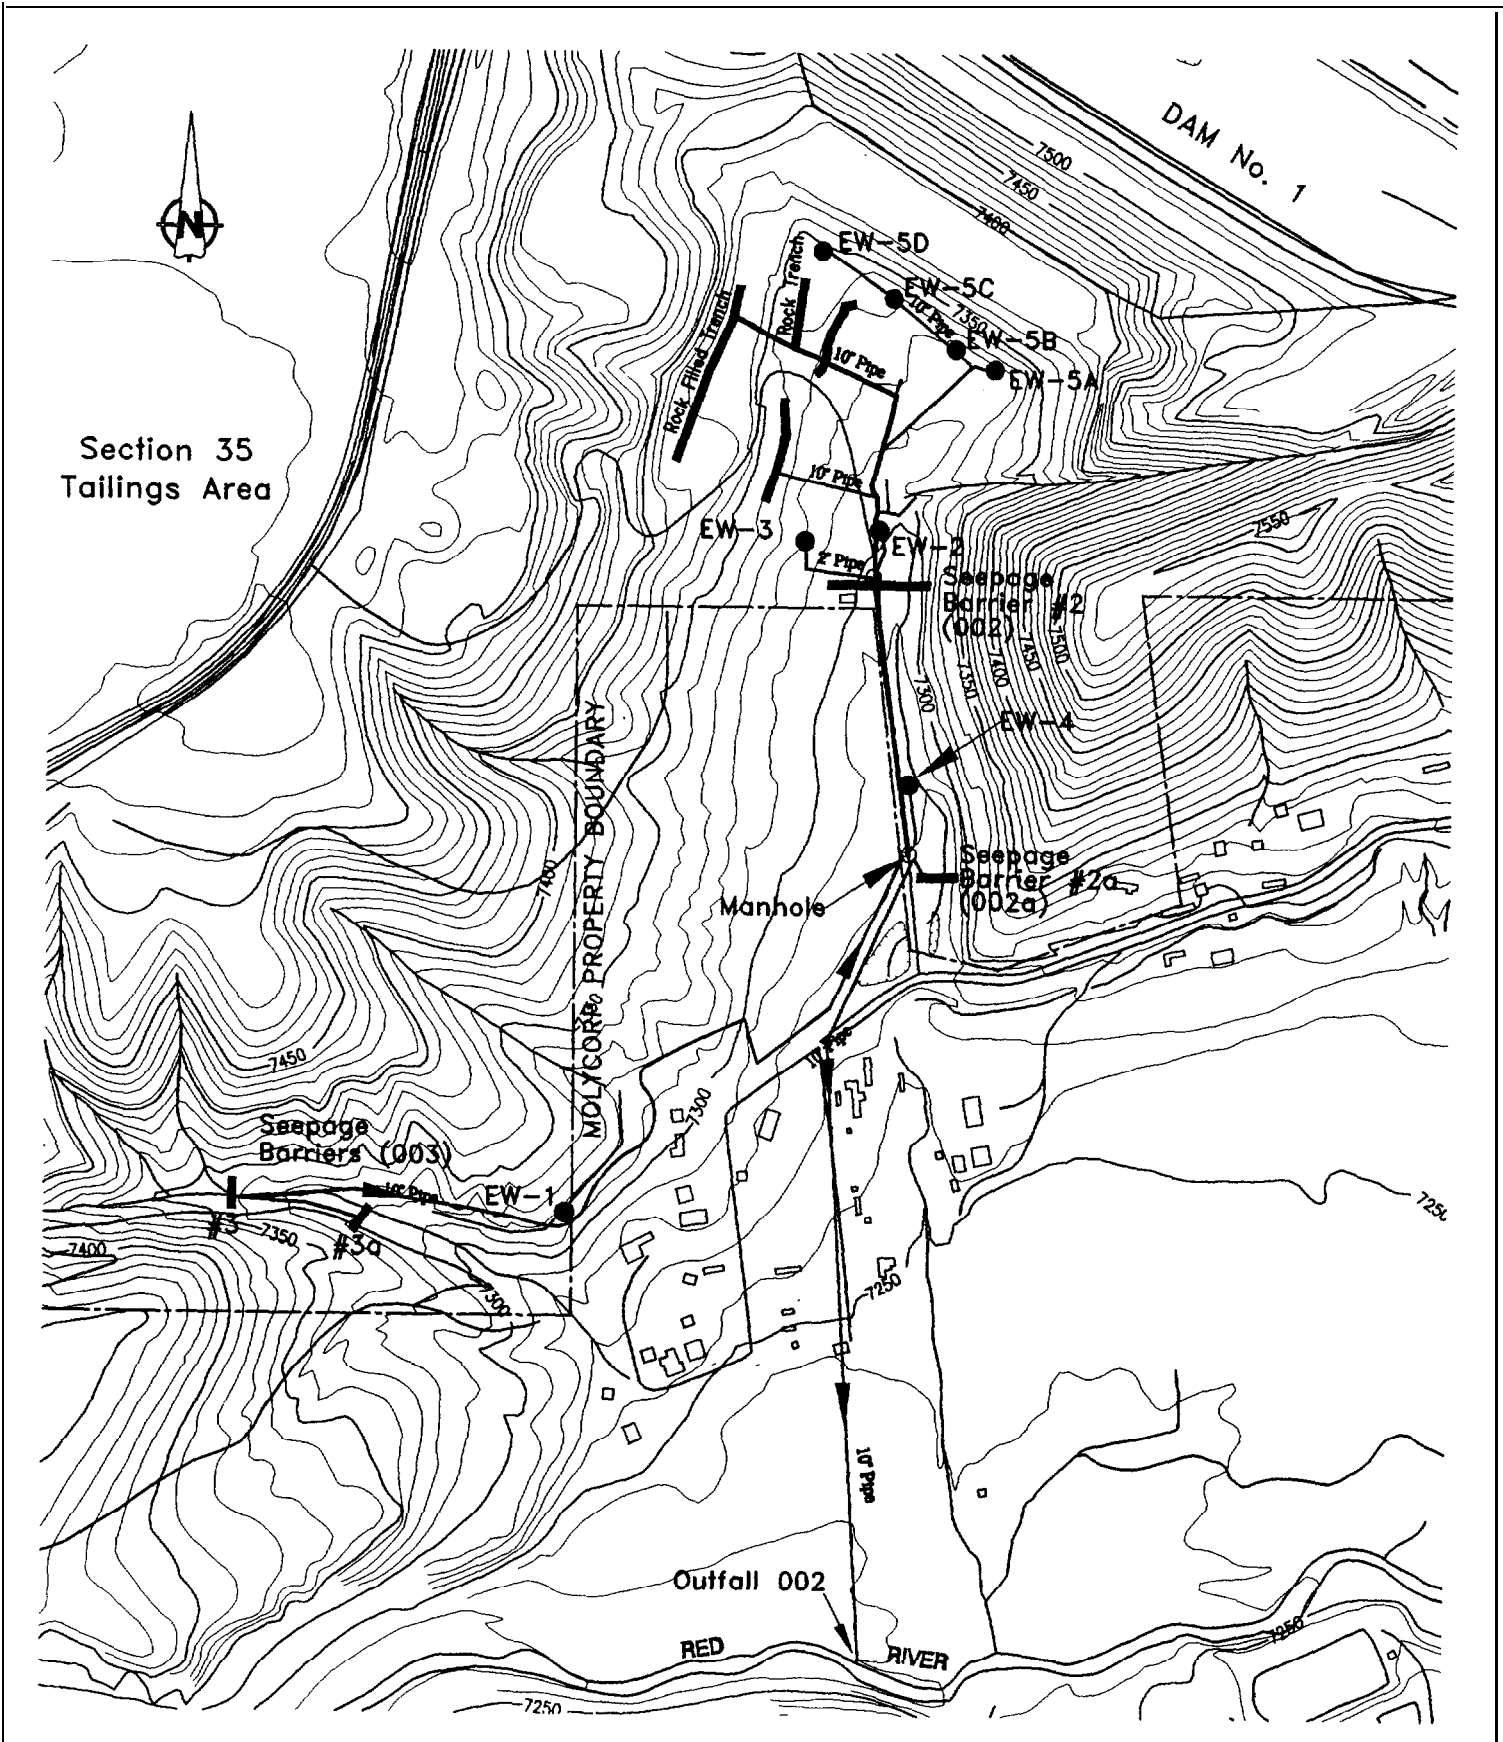 DAM No. 1
7500
7450
7400
N
EW-5D
EW-5C
10" Pipe
7350
EW-5B
EW-5A
Rock Trench
Rock Filled Trench
10" Pipe
Section 35
Tailings Area
10" Pipe
EW-3
EW-2
2" Pipe
7550
Seepage
Barrier #2
(002)
7500
7450
7400
7350
7300
EW-4
MOLYCORP PROPERTY BOUNDARY
7400
Seepage
Barrier #2a
(002a)
Manhole
10" Pipe
7450
7300
Seepage
Barriers (003)
10" Pipe
EW-1
#3
7350
#3a
7400
7300
7250
7250
10" Pipe
Outfall 002
RED RIVER
7250
7250